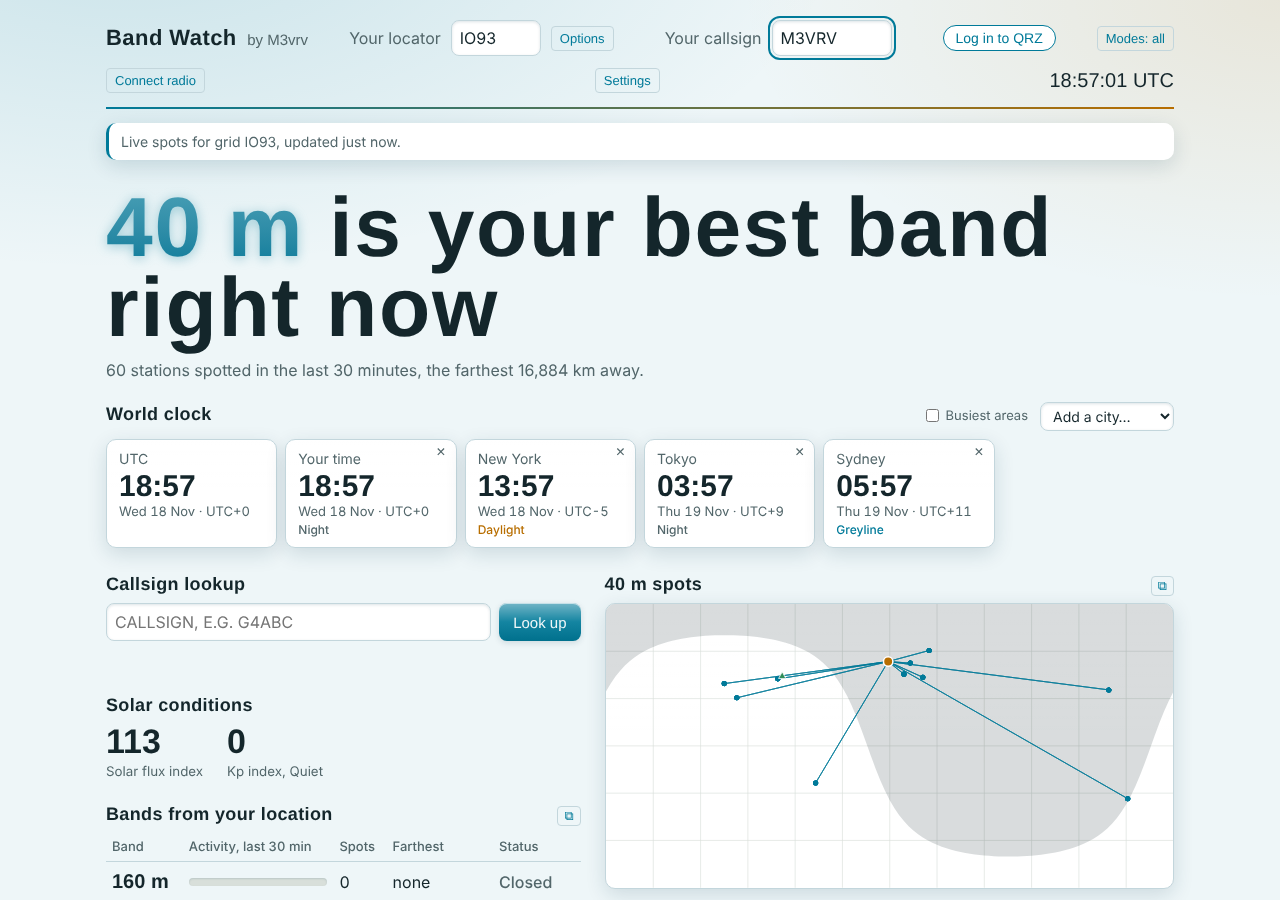 Band Watch by M3vrv Your locator IO93 Options Your callsign M3VRV Log in to QRZ Modes: all
Connect radio Settings 18:57:01 UTC
Live spots for grid IO93, updated just now.
40 m is your best band
right now
60 stations spotted in the last 30 minutes, the farthest 16,884 km away.
World clock Busiest areas Add a city...
UTC Your time × New York × Tokyo × Sydney ×
18:57 18:57 13:57 03:57 05:57
Wed 18 Nov · UTC+0 Wed 18 Nov · UTC+0 Wed 18 Nov · UTC-5 Thu 19 Nov · UTC+9 Thu 19 Nov · UTC+11
Night Daylight Night Greyline
Callsign lookup 40 m spots
CALLSIGN, E.G. G4ABC Look up
Solar conditions
113 0
Solar flux index Kp index, Quiet
Bands from your location
Band Activity, last 30 min Spots Farthest Status
160 m 0 none Closed